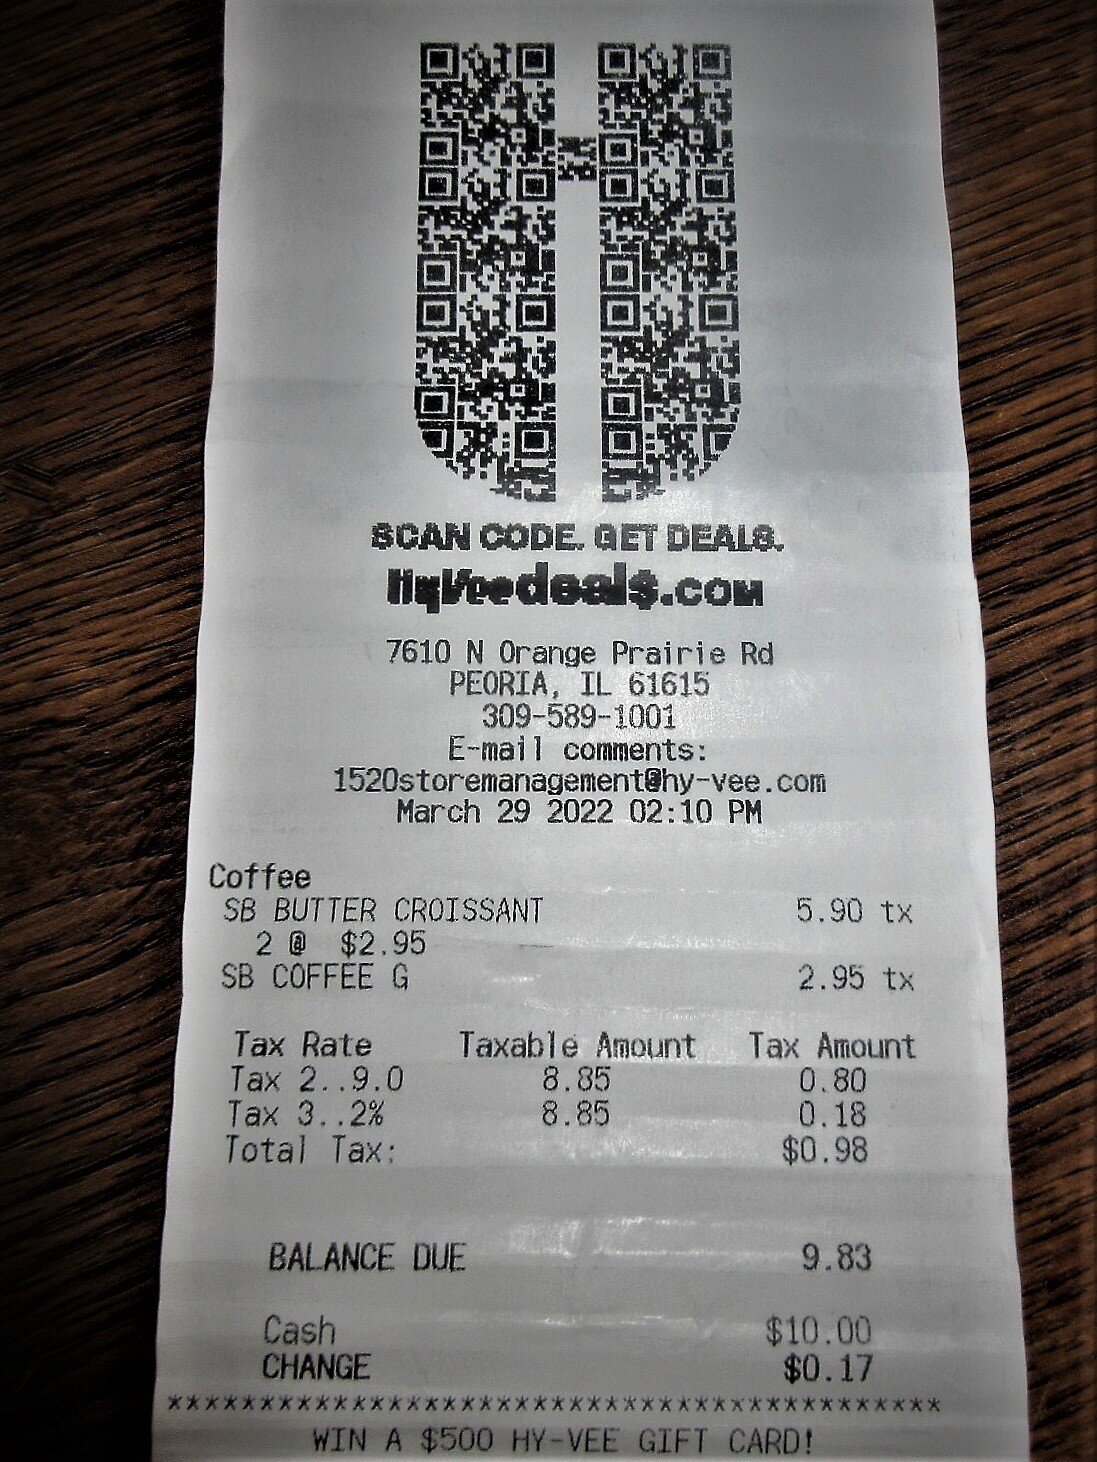 SCAN CODE. GET DEALS.
HyVeedeals.com
7610 N Orange Prairie Rd
PEORIA, IL 61615
309-589-1001
E-mail comments:
1520storemanagement@hy-vee.com
March 29 2022 02:10 PM
Coffee
SB BUTTER CROISSANT 5.90 tx
2 @ $2.95
SB COFFEE G 2.95 tx
Tax Rate Taxable Amount Tax Amount
Tax 2..9.0 8.85 0.80
Tax 3..2% 8.85 0.18
Total Tax: $0.98
BALANCE DUE 9.83
Cash $10.00
CHANGE $0.17
******************************************
WIN A $500 HY-VEE GIFT CARD!